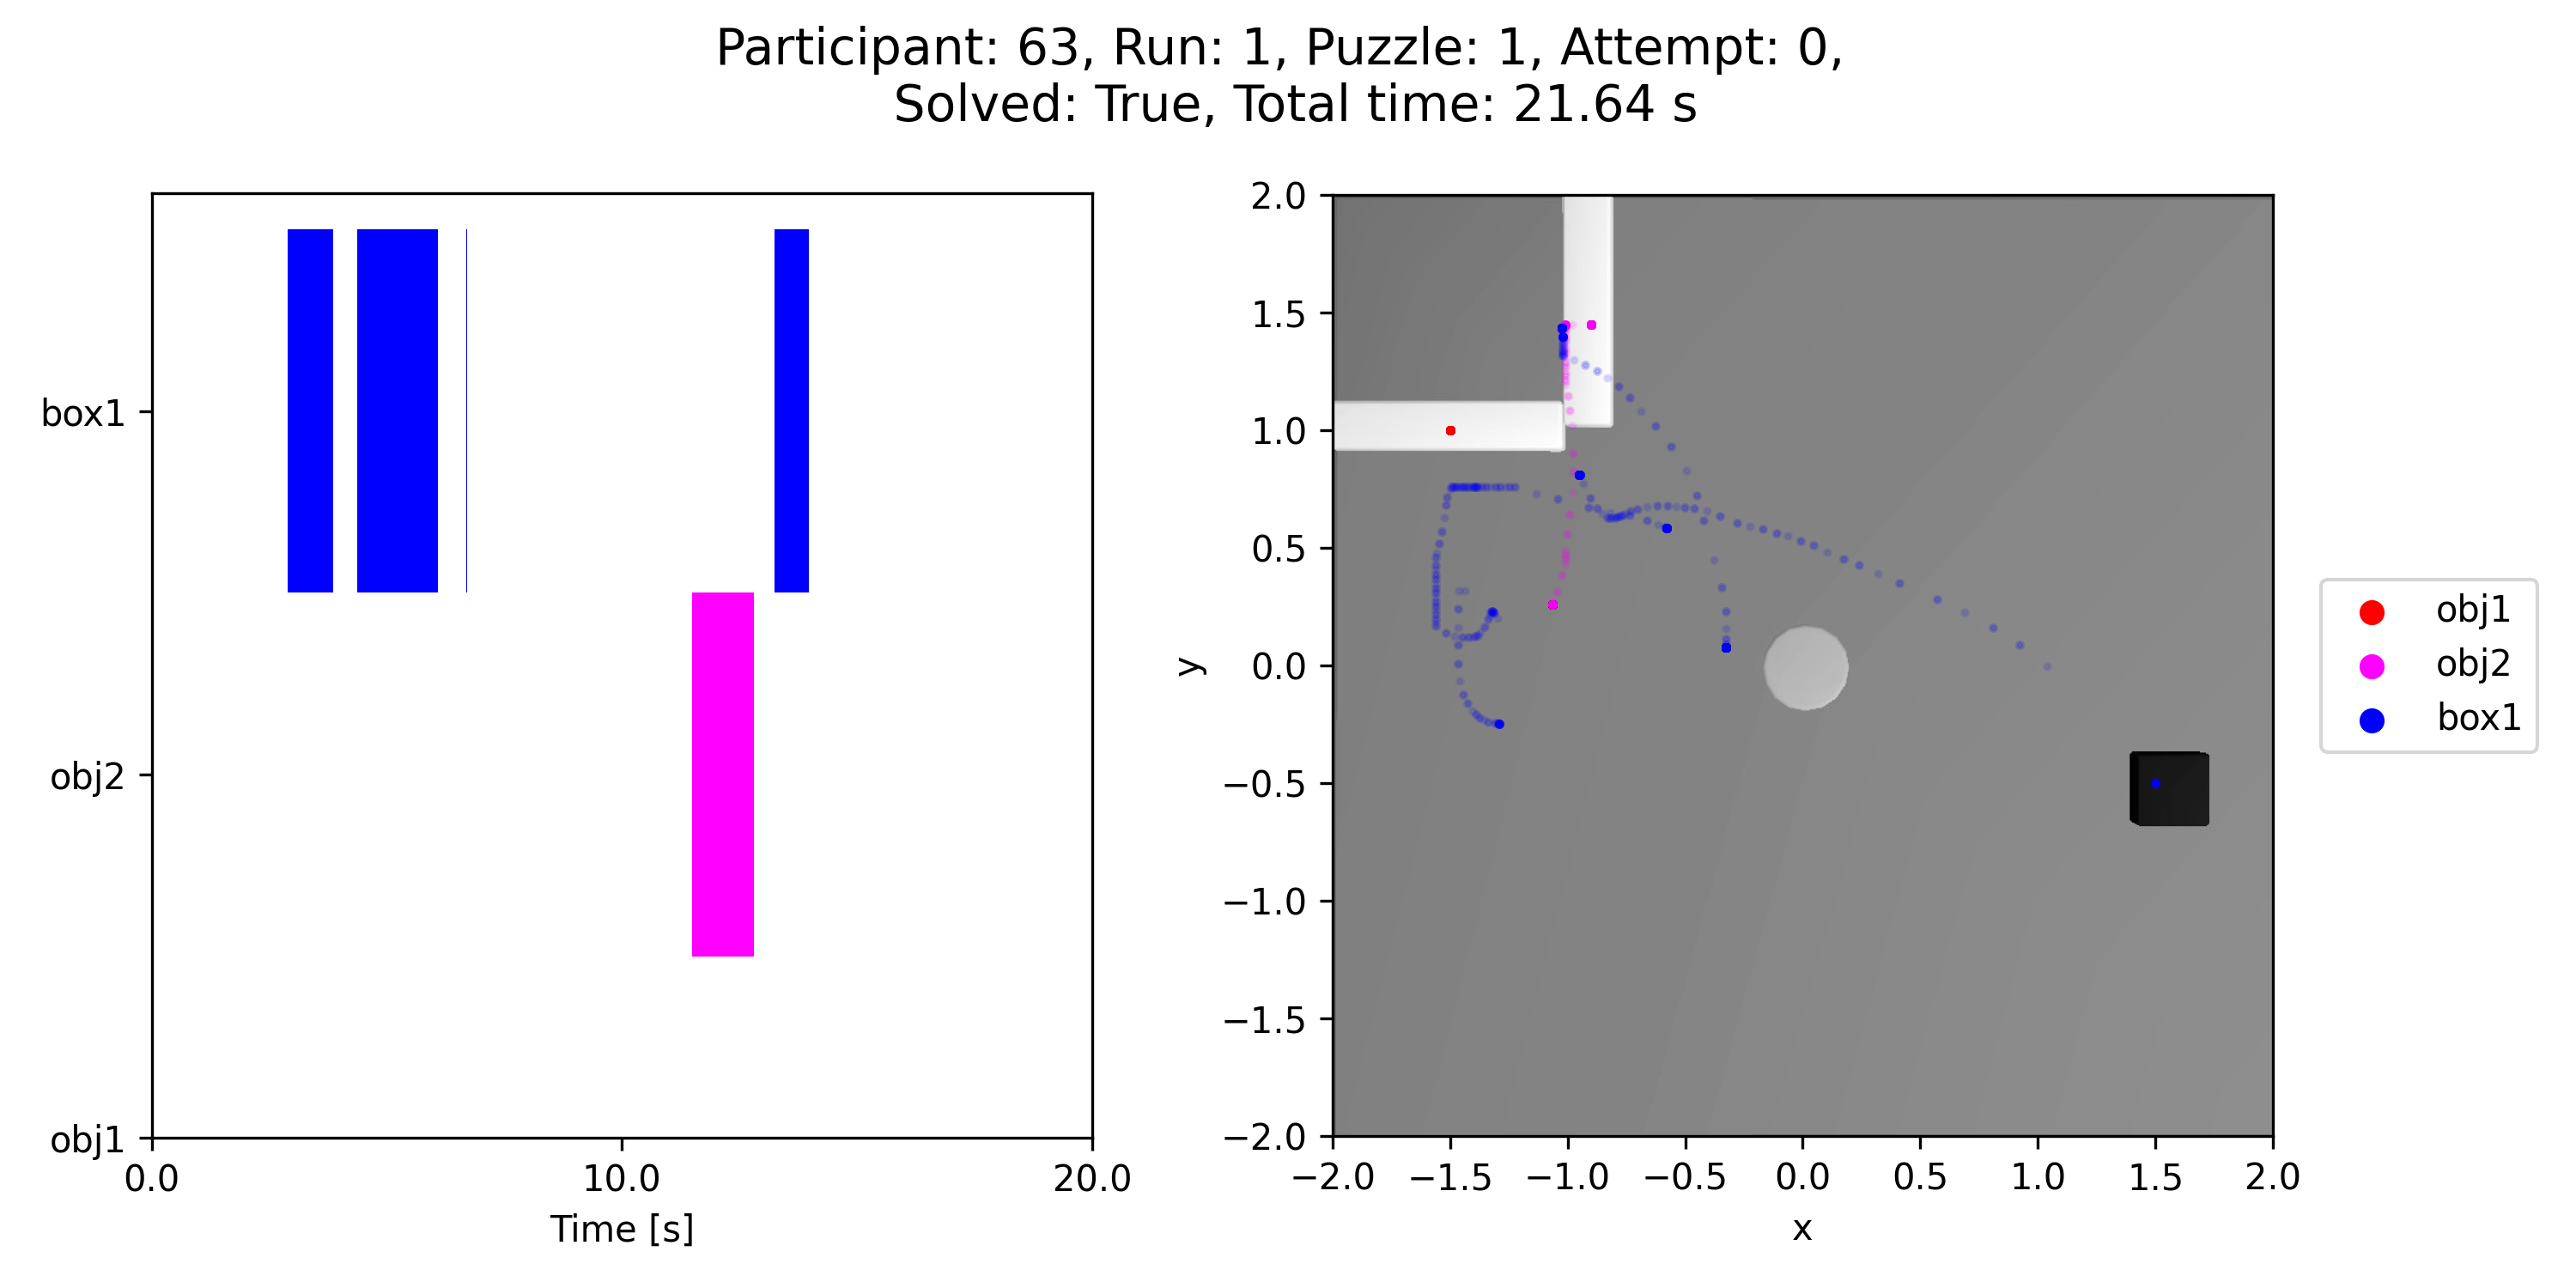 Participant: 63, Run: 1, Puzzle: 1, Attempt: 0,
Solved: True, Total time: 21.64 s
box1
obj2
obj1
0.0
10.0
20.0
Time [s]
2.0
1.5
1.0
0.5
0.0
−0.5
−1.0
−1.5
−2.0
y
−2.0
−1.5
−1.0
−0.5
0.0
0.5
1.0
1.5
2.0
x
obj1
obj2
box1